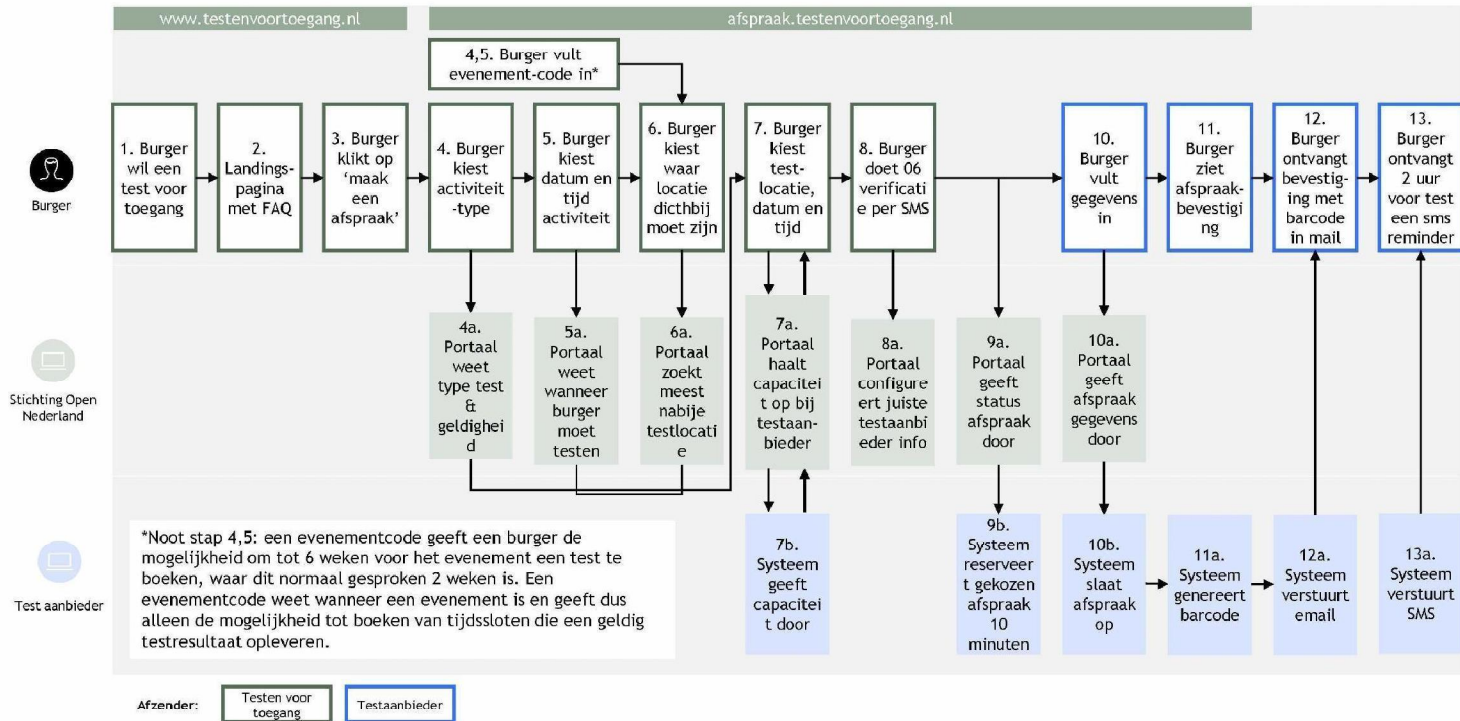 www.testenvoortoegang.nl
afspraak.testenvoortoegang.nl
4,5. Burger vult
evenement-code in*
1. Burger
wil een
test voor
toegang
2.
Landings-
pagina
met FAQ
3. Burger
klikt op
‘maak
een
afspraak’
4. Burger
kiest
activiteit
-type
5. Burger
kiest
datum en
tijd
activiteit
6. Burger
kiest
waar
locatie
dicthbij
moet zijn
7. Burger
kiest
test-
locatie,
datum en
tijd
8. Burger
doet 06
verificati
e per SMS
10.
Burger
vult
gegevens
in
11.
Burger
ziet
afspraak-
bevestigi
ng
12.
Burger
ontvangt
bevestig-
ing met
barcode
in mail
13.
Burger
ontvangt
2 uur
voor test
een sms
reminder
Burger
4a.
Portaal
weet
type test
&
geldighei
d
5a.
Portaal
weet
wanneer
burger
moet
testen
6a.
Portaal
zoekt
meest
nabije
testlocati
e
7a.
Portaal
haalt
capacitei
t op bij
testaan-
bieder
8a.
Portaal
configure
ert juiste
testaanbi
eder info
9a.
Portaal
geeft
status
afspraak
door
10a.
Portaal
geeft
afspraak
gegevens
door
Stichting Open
Nederland
*Noot stap 4,5: een evenementcode geeft een burger de
mogelijkheid om tot 6 weken voor het evenement een test te
boeken, waar dit normaal gesproken 2 weken is. Een
evenementcode weet wanneer een evenement is en geeft dus
alleen de mogelijkheid tot boeken van tijdssloten die een geldig
testresultaat opleveren.
7b.
Systeem
geeft
capacitei
t door
9b.
Systeem
reserveer
t gekozen
afspraak
10
minuten
10b.
Systeem
slaat
afspraak
op
11a.
Systeem
genereert
barcode
12a.
Systeem
verstuurt
email
13a.
Systeem
verstuurt
SMS
Test aanbieder
Afzender:
Testen voor
toegang
Testaanbieder